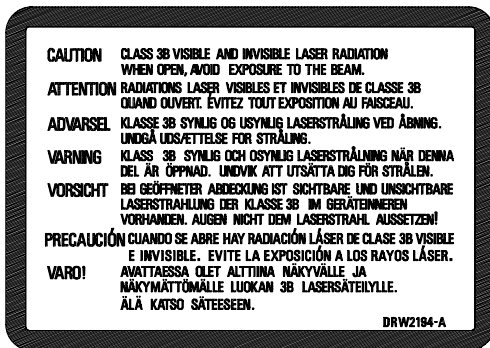 CAUTION CLASS 3B VISIBLE AND INVISIBLE LASER RADIATION
WHEN OPEN, AVOID EXPOSURE TO THE BEAM.
ATTENTION RADIATIONS LASER VISIBLES ET INVISIBLES DE CLASSE 3B
QUAND OUVERT. ÉVITEZ TOUT EXPOSITION AU FAISCEAU.
ADVARSEL KLASSE 3B SYNLIG OG USYNLIG LASERSTRÅLING VED ÅBNING.
UNDGÅ UDSÆTTELSE FOR STRÅLING.
VARNING KLASS 3B SYNLIG OCH OSYNLIG LASERSTRÅLNING NÄR DENNA
DEL ÄR ÖPPNAD. UNDVIK ATT UTSÄTTA DIG FÖR STRÅLEN.
VORSICHT BEI GEÖFFNETER ABDECKUNG IST SICHTBARE UND UNSICHTBARE
LASERSTRAHLUNG DER KLASSE 3B IM GERÄTEINNEREN
VORHANDEN. AUGEN NICHT DEM LASERSTRAHL AUSSETZEN!
PRECAUCIÓN CUANDO SE ABRE HAY RADIACIÓN LÁSER DE CLASE 3B VISIBLE
E INVISIBLE. EVITE LA EXPOSICIÓN A LOS RAYOS LÁSER.
VARO! AVATTAESSA OLET ALTTIINA NÄKYVÄLLE JA
NÄKYMÄTTÖMÄLLE LUOKAN 3B LASERSÄTEILYLLE.
ÄLÄ KATSO SÄTEESEEN.
DRW2194-A